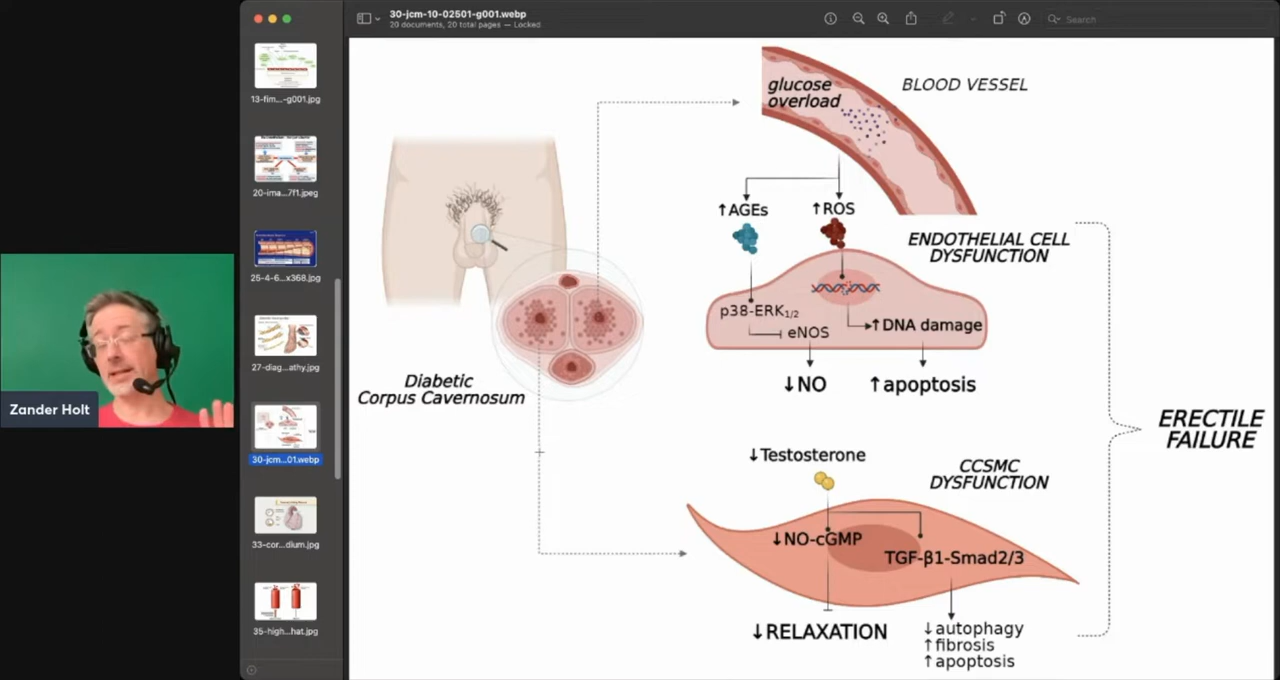 30-jcm-10-02501-g001.webp
20 documents, 20 total pages — Locked
Search
13-fim...-g001.jpg
20-ima...7f1.jpeg
25-4-6...x368.jpg
27-diag...athy.jpg
30-jcm...01.webp
33-cor...dium.jpg
35-high...hat.jpg
Zander Holt
glucose
overload
BLOOD VESSEL
↑AGEs
↑ROS
ENDOTHELIAL CELL
DYSFUNCTION
p38-ERK1/2
eNOS
↑DNA damage
↓NO
↑apoptosis
Diabetic
Corpus Cavernosum
ERECTILE
FAILURE
↓Testosterone
CCSMC
DYSFUNCTION
↓NO-cGMP
TGF-β1-Smad2/3
↓RELAXATION
↓autophagy
↑fibrosis
↑apoptosis